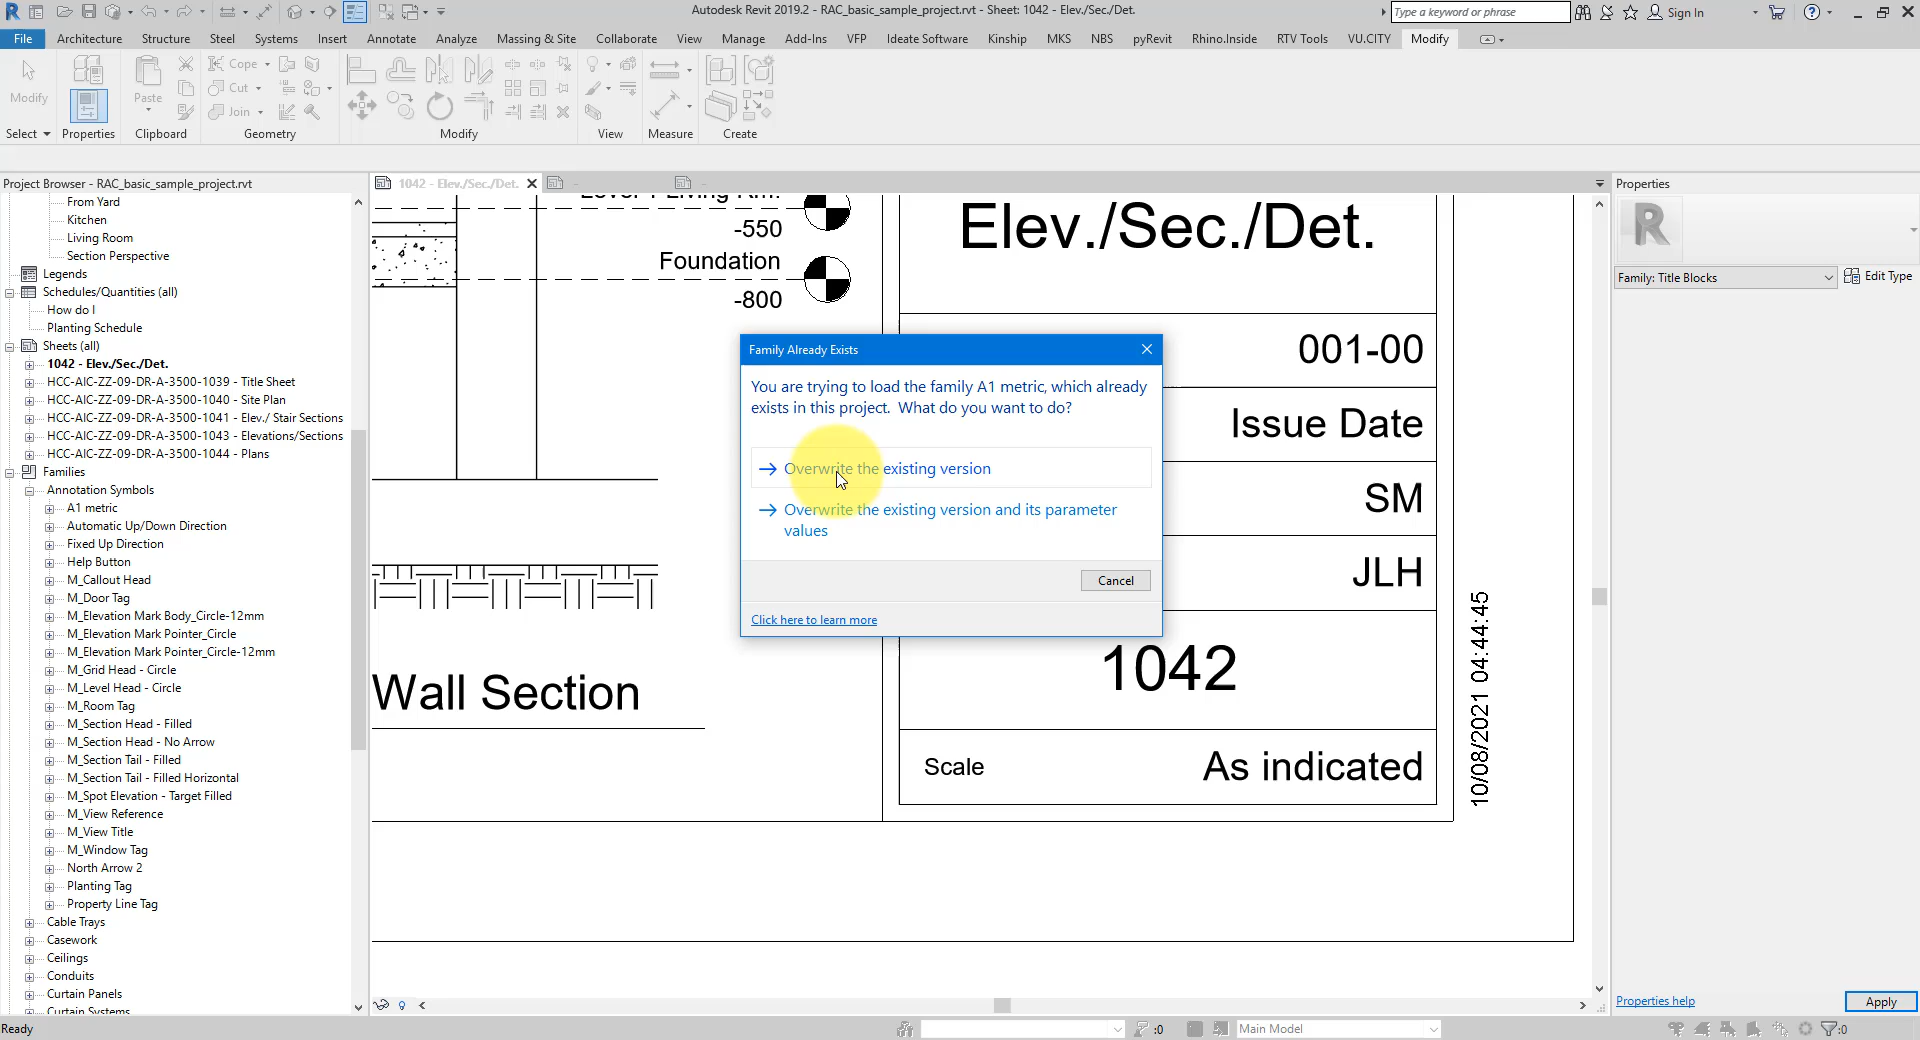 Autodesk Revit 2019.2 - RAC_basic_sample_project.rvt - Sheet: 1042 - Elev./Sec./Det.
Type a keyword or phrase
Sign In
File
Architecture
Structure
Steel
Systems
Insert
Annotate
Analyze
Massing & Site
Collaborate
View
Manage
Add-Ins
VFP
Ideate Software
Kinship
MKS
NBS
pyRevit
Rhino.Inside
RTV Tools
VU.CITY
Modify
Modify
Paste
Cope
Cut
Join
Select
Properties
Clipboard
Geometry
Modify
View
Measure
Create
Project Browser - RAC_basic_sample_project.rvt
From Yard
Kitchen
Living Room
Section Perspective
Legends
Schedules/Quantities (all)
How do I
Planting Schedule
Sheets (all)
1042 - Elev./Sec./Det.
HCC-AIC-ZZ-09-DR-A-3500-1039 - Title Sheet
HCC-AIC-ZZ-09-DR-A-3500-1040 - Site Plan
HCC-AIC-ZZ-09-DR-A-3500-1041 - Elev./ Stair Sections
HCC-AIC-ZZ-09-DR-A-3500-1043 - Elevations/Sections
HCC-AIC-ZZ-09-DR-A-3500-1044 - Plans
Families
Annotation Symbols
A1 metric
Automatic Up/Down Direction
Fixed Up Direction
Help Button
M_Callout Head
M_Door Tag
M_Elevation Mark Body_Circle-12mm
M_Elevation Mark Pointer_Circle
M_Elevation Mark Pointer_Circle-12mm
M_Grid Head - Circle
M_Level Head - Circle
M_Room Tag
M_Section Head - Filled
M_Section Head - No Arrow
M_Section Tail - Filled
M_Section Tail - Filled Horizontal
M_Spot Elevation - Target Filled
M_View Reference
M_View Title
M_Window Tag
North Arrow 2
Planting Tag
Property Line Tag
Cable Trays
Casework
Ceilings
Conduits
Curtain Panels
Curtain Systems
1042 - Elev./Sec./Det.
Level 1 Living Rm.
-550
Foundation
-800
Wall Section
Elev./Sec./Det.
001-00
Issue Date
SM
JLH
1042
Scale
As indicated
10/08/2021 04:44:45
Family Already Exists
You are trying to load the family A1 metric, which already
exists in this project. What do you want to do?
Overwrite the existing version
Overwrite the existing version and its parameter
values
Cancel
Click here to learn more
Properties
Family: Title Blocks
Edit Type
Properties help
Apply
Ready
:0
Main Model
:0